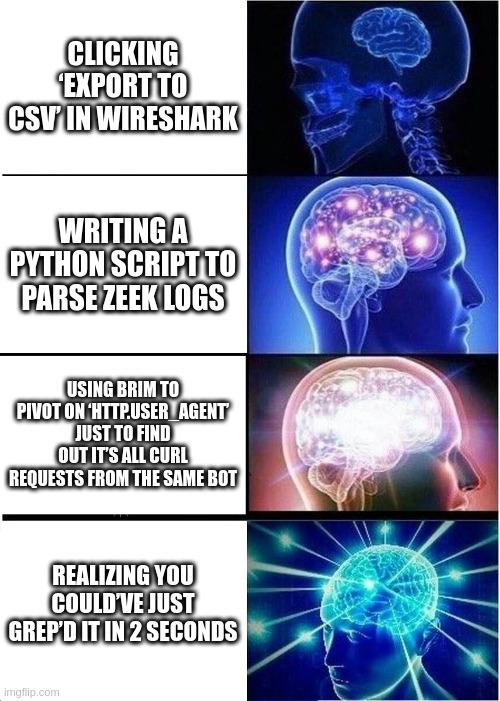 CLICKING
‘EXPORT TO
CSV’ IN WIRESHARK
WRITING A
PYTHON SCRIPT TO
PARSE ZEEK LOGS
USING BRIM TO
PIVOT ON ‘HTTP.USER_AGENT’
JUST TO FIND
OUT IT’S ALL CURL
REQUESTS FROM THE SAME BOT
REALIZING YOU
COULD’VE JUST
GREP’D IT IN 2 SECONDS
imgflip.com